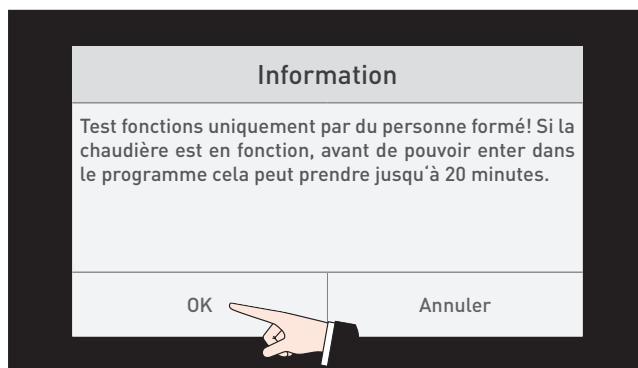 Information
Test fonctions uniquement par du personne formé! Si la
chaudière est en fonction, avant de pouvoir enter dans
le programme cela peut prendre jusqu‘à 20 minutes.
OK
Annuler